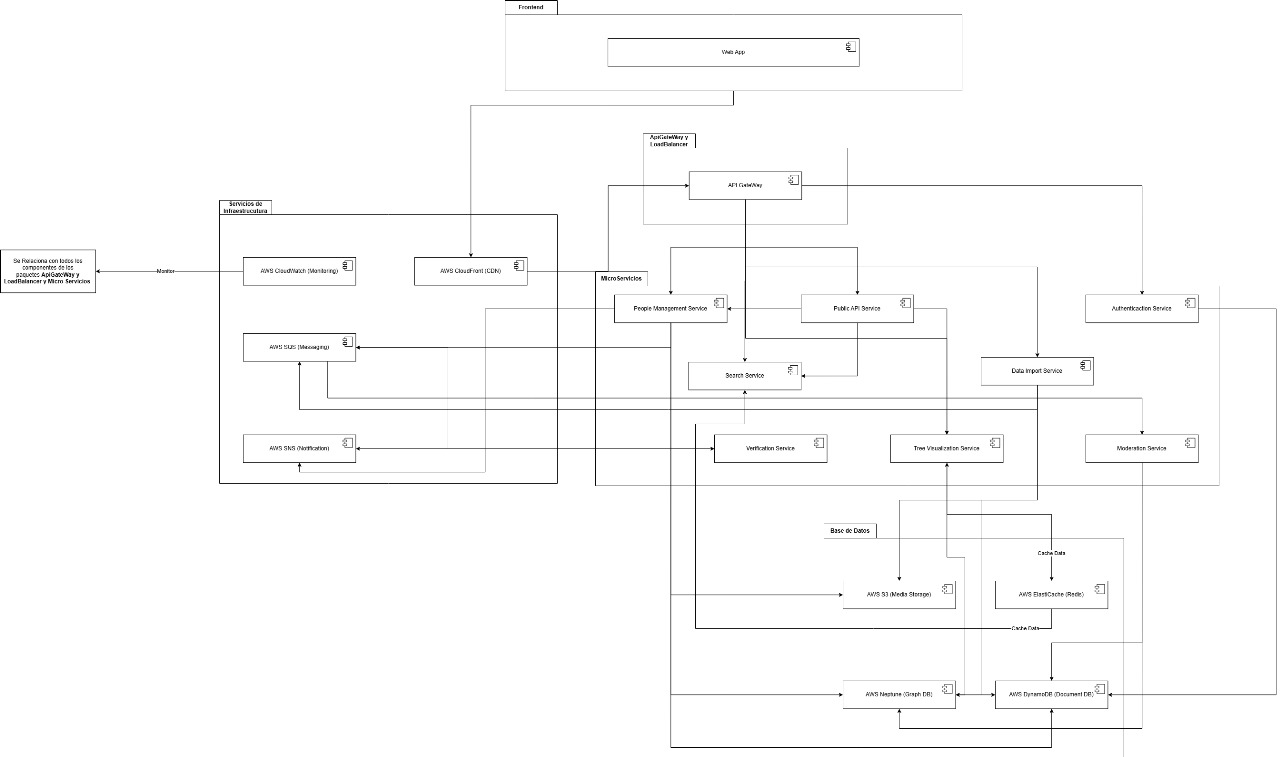 Frontend
Web App
ApiGateWay y
LoadBalancer
API GateWay
Servicios de
Infraestrucutura
Se Relaciona con todos los
componentes de los
paquetes ApiGateWay y
LoadBalancer y Micro Servicios
Monitor
AWS CloudWatch (Monitoring)
AWS CloudFront (CDN)
MicroServicios
People Management Service
Public API Service
Authenticaction Service
AWS SQS (Messaging)
Search Service
Data Import Service
AWS SNS (Notification)
Verification Service
Tree Visualization Service
Moderation Service
Base de Datos
Cache Data
AWS S3 (Media Storage)
AWS ElastiCache (Redis)
Cache Data
AWS Neptune (Graph DB)
AWS DynamoDB (Document DB)